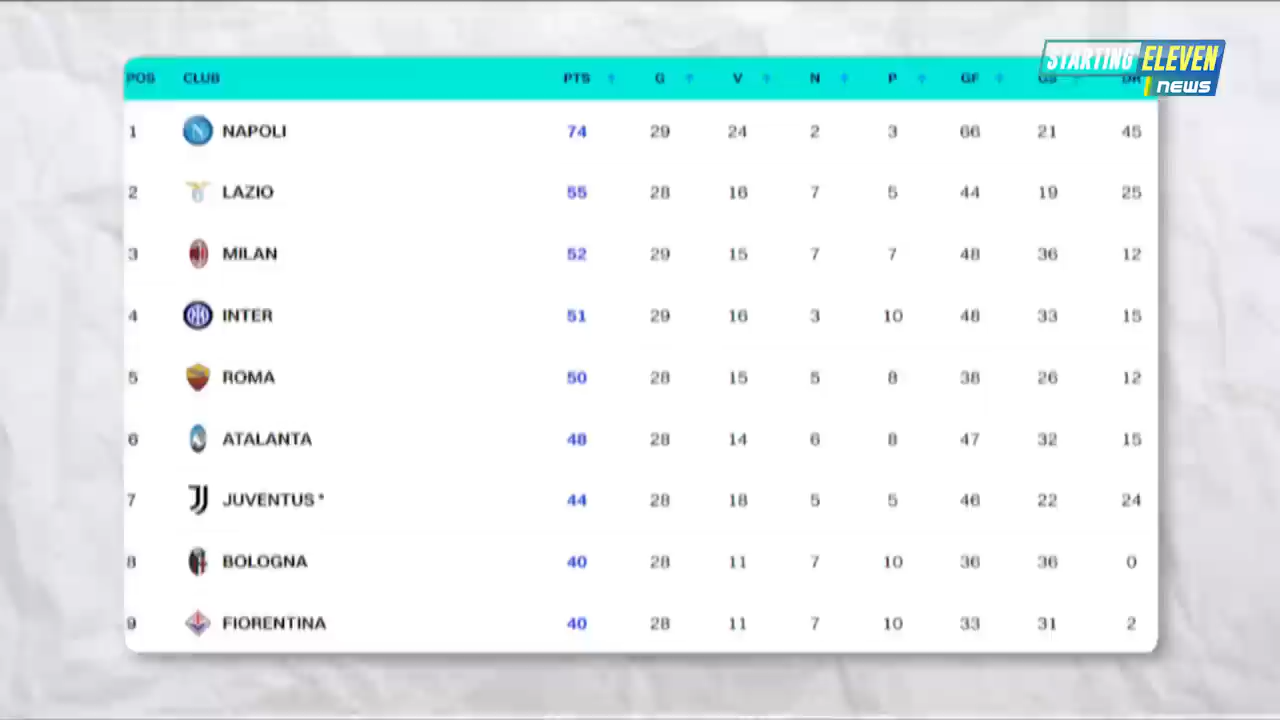 STARTING ELEVEN
news
POS CLUB PTS G V N P GF GS DR
1 NAPOLI 74 29 24 2 3 66 21 45
2 LAZIO 55 28 16 7 5 44 19 25
3 MILAN 52 29 15 7 7 48 36 12
4 INTER 51 29 16 3 10 48 33 15
5 ROMA 50 28 15 5 8 38 26 12
6 ATALANTA 48 28 14 6 8 47 32 15
7 JUVENTUS * 44 28 18 5 5 46 22 24
8 BOLOGNA 40 28 11 7 10 36 36 0
9 FIORENTINA 40 28 11 7 10 33 31 2